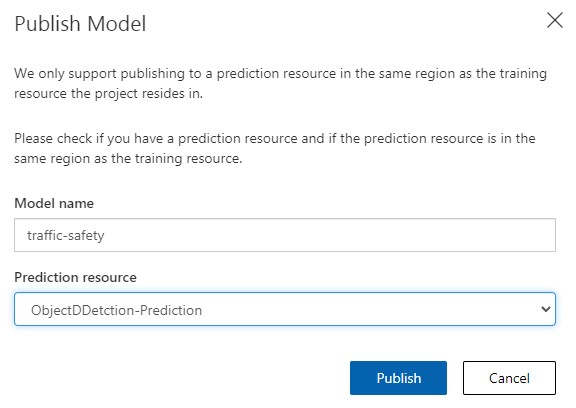 Publish Model
We only support publishing to a prediction resource in the same region as the training
resource the project resides in.
Please check if you have a prediction resource and if the prediction resource is in the
same region as the training resource.
Model name
traffic-safety
Prediction resource
ObjectDDetction-Prediction
Publish
Cancel